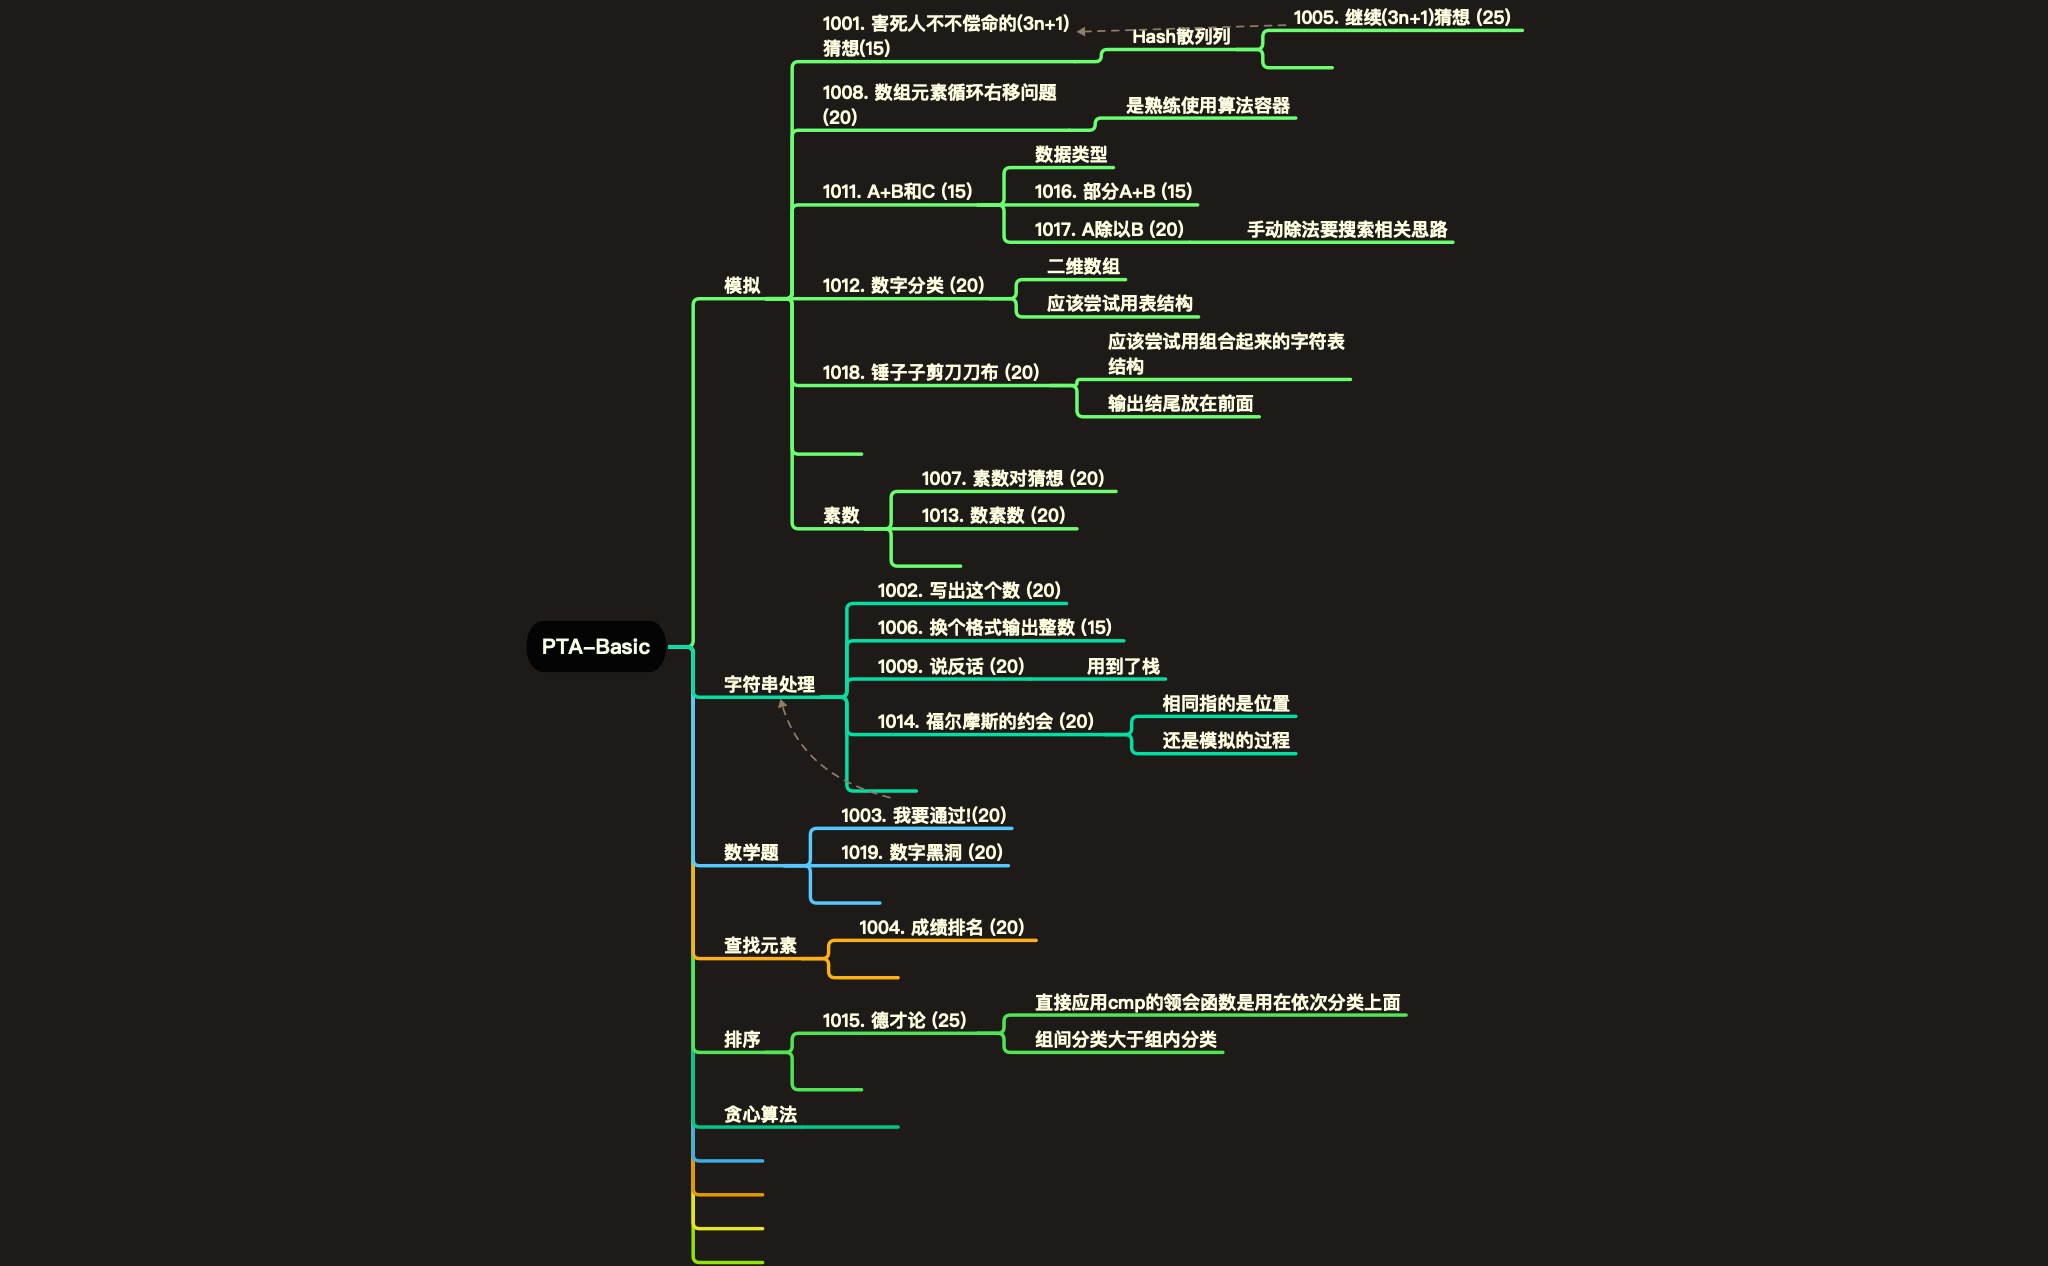 1001. 害死人不不偿命的(3n+1)
猜想(15)
Hash散列列
1005. 继续(3n+1)猜想 (25)
1008. 数组元素循环右移问题
(20)
是熟练使用算法容器
数据类型
1011. A+B和C (15)
1016. 部分A+B (15)
1017. A除以B (20)
手动除法要搜索相关思路
模拟
二维数组
1012. 数字分类 (20)
应该尝试用表结构
应该尝试用组合起来的字符表
结构
1018. 锤子子剪刀刀布 (20)
输出结尾放在前面
1007. 素数对猜想 (20)
素数
1013. 数素数 (20)
PTA-Basic
1002. 写出这个数 (20)
1006. 换个格式输出整数 (15)
1009. 说反话 (20)
用到了栈
字符串处理
相同指的是位置
1014. 福尔摩斯的约会 (20)
还是模拟的过程
1003. 我要通过!(20)
数学题
1019. 数字黑洞 (20)
1004. 成绩排名 (20)
查找元素
直接应用cmp的领会函数是用在依次分类上面
1015. 德才论 (25)
排序
组间分类大于组内分类
贪心算法